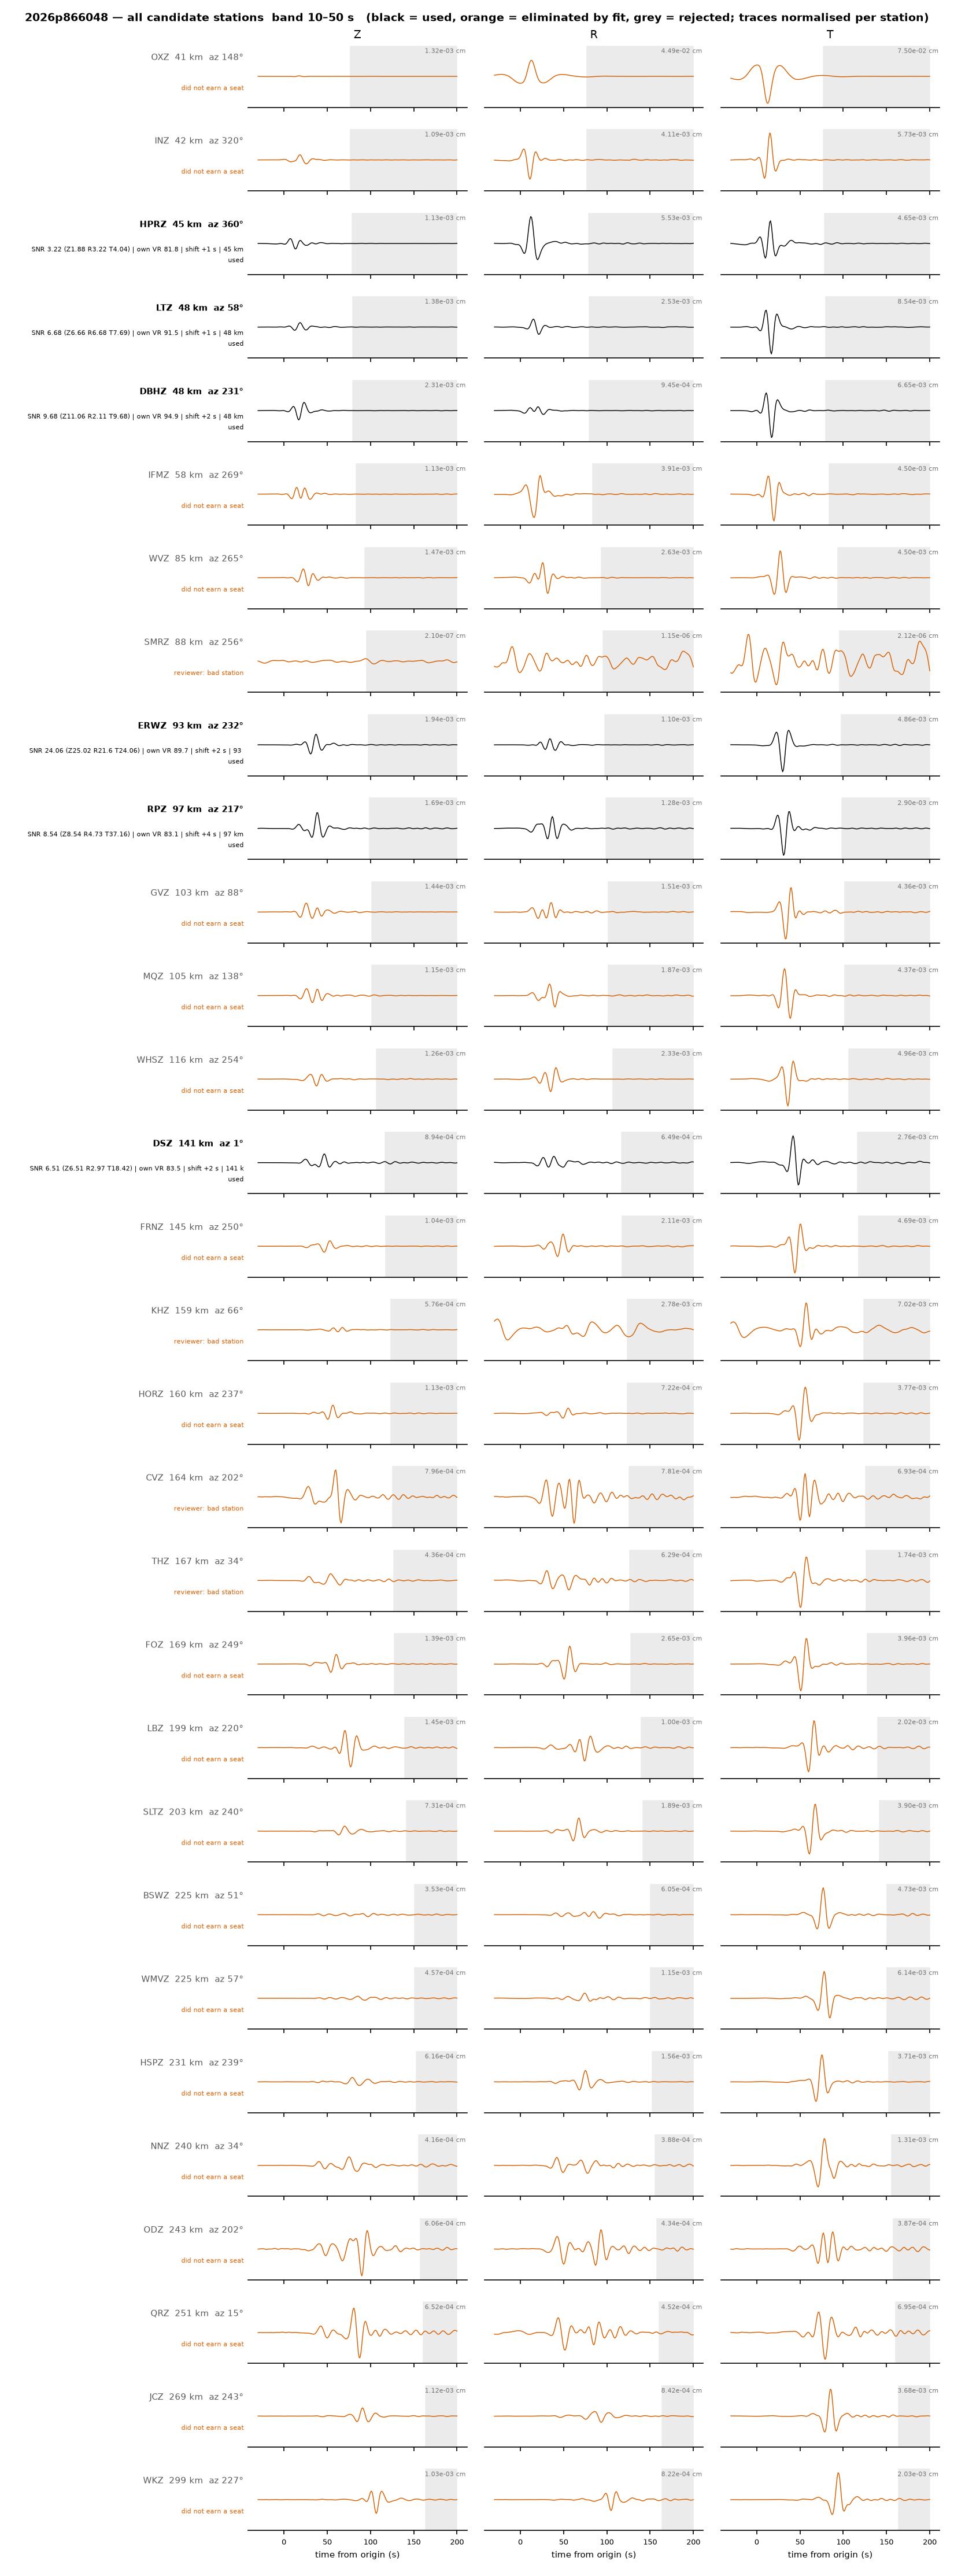 2026p866048 — all candidate stations  band 10–50 s   (black = used, orange = eliminated by fit, grey = rejected; traces normalised per station)
Z R T
OXZ  41 km  az 148°
did not earn a seat
1.32e-03 cm 4.49e-02 cm 7.50e-02 cm
INZ  42 km  az 320°
did not earn a seat
1.09e-03 cm 4.11e-03 cm 5.73e-03 cm
HPRZ  45 km  az 360°
SNR 3.22 (Z1.88 R3.22 T4.04) | own VR 81.8 | shift +1 s | 45 km
used
1.13e-03 cm 5.53e-03 cm 4.65e-03 cm
LTZ  48 km  az 58°
SNR 6.68 (Z6.66 R6.68 T7.69) | own VR 91.5 | shift +1 s | 48 km
used
1.38e-03 cm 2.53e-03 cm 8.54e-03 cm
DBHZ  48 km  az 231°
SNR 9.68 (Z11.06 R2.11 T9.68) | own VR 94.9 | shift +2 s | 48 km
used
2.31e-03 cm 9.45e-04 cm 6.65e-03 cm
IFMZ  58 km  az 269°
did not earn a seat
1.13e-03 cm 3.91e-03 cm 4.50e-03 cm
WVZ  85 km  az 265°
did not earn a seat
1.47e-03 cm 2.63e-03 cm 4.50e-03 cm
SMRZ  88 km  az 256°
reviewer: bad station
2.10e-07 cm 1.15e-06 cm 2.12e-06 cm
ERWZ  93 km  az 232°
SNR 24.06 (Z25.02 R21.6 T24.06) | own VR 89.7 | shift +2 s | 93
used
1.94e-03 cm 1.10e-03 cm 4.86e-03 cm
RPZ  97 km  az 217°
SNR 8.54 (Z8.54 R4.73 T37.16) | own VR 83.1 | shift +4 s | 97 km
used
1.69e-03 cm 1.28e-03 cm 2.90e-03 cm
GVZ  103 km  az 88°
did not earn a seat
1.44e-03 cm 1.51e-03 cm 4.36e-03 cm
MQZ  105 km  az 138°
did not earn a seat
1.15e-03 cm 1.87e-03 cm 4.37e-03 cm
WHSZ  116 km  az 254°
did not earn a seat
1.26e-03 cm 2.33e-03 cm 4.96e-03 cm
DSZ  141 km  az 1°
SNR 6.51 (Z6.51 R2.97 T18.42) | own VR 83.5 | shift +2 s | 141 k
used
8.94e-04 cm 6.49e-04 cm 2.76e-03 cm
FRNZ  145 km  az 250°
did not earn a seat
1.04e-03 cm 2.11e-03 cm 4.69e-03 cm
KHZ  159 km  az 66°
reviewer: bad station
5.76e-04 cm 2.78e-03 cm 7.02e-03 cm
HORZ  160 km  az 237°
did not earn a seat
1.13e-03 cm 7.22e-04 cm 3.77e-03 cm
CVZ  164 km  az 202°
reviewer: bad station
7.96e-04 cm 7.81e-04 cm 6.93e-04 cm
THZ  167 km  az 34°
reviewer: bad station
4.36e-04 cm 6.29e-04 cm 1.74e-03 cm
FOZ  169 km  az 249°
did not earn a seat
1.39e-03 cm 2.65e-03 cm 3.96e-03 cm
LBZ  199 km  az 220°
did not earn a seat
1.45e-03 cm 1.00e-03 cm 2.02e-03 cm
SLTZ  203 km  az 240°
did not earn a seat
7.31e-04 cm 1.89e-03 cm 3.90e-03 cm
BSWZ  225 km  az 51°
did not earn a seat
3.53e-04 cm 6.05e-04 cm 4.73e-03 cm
WMVZ  225 km  az 57°
did not earn a seat
4.57e-04 cm 1.15e-03 cm 6.14e-03 cm
HSPZ  231 km  az 239°
did not earn a seat
6.16e-04 cm 1.56e-03 cm 3.71e-03 cm
NNZ  240 km  az 34°
did not earn a seat
4.16e-04 cm 3.88e-04 cm 1.31e-03 cm
ODZ  243 km  az 202°
did not earn a seat
6.06e-04 cm 4.34e-04 cm 3.87e-04 cm
QRZ  251 km  az 15°
did not earn a seat
6.52e-04 cm 4.52e-04 cm 6.95e-04 cm
JCZ  269 km  az 243°
did not earn a seat
1.12e-03 cm 8.42e-04 cm 3.68e-03 cm
WKZ  299 km  az 227°
did not earn a seat
1.03e-03 cm 8.22e-04 cm 2.03e-03 cm
0 50 100 150 200 0 50 100 150 200 0 50 100 150 200
time from origin (s) time from origin (s) time from origin (s)